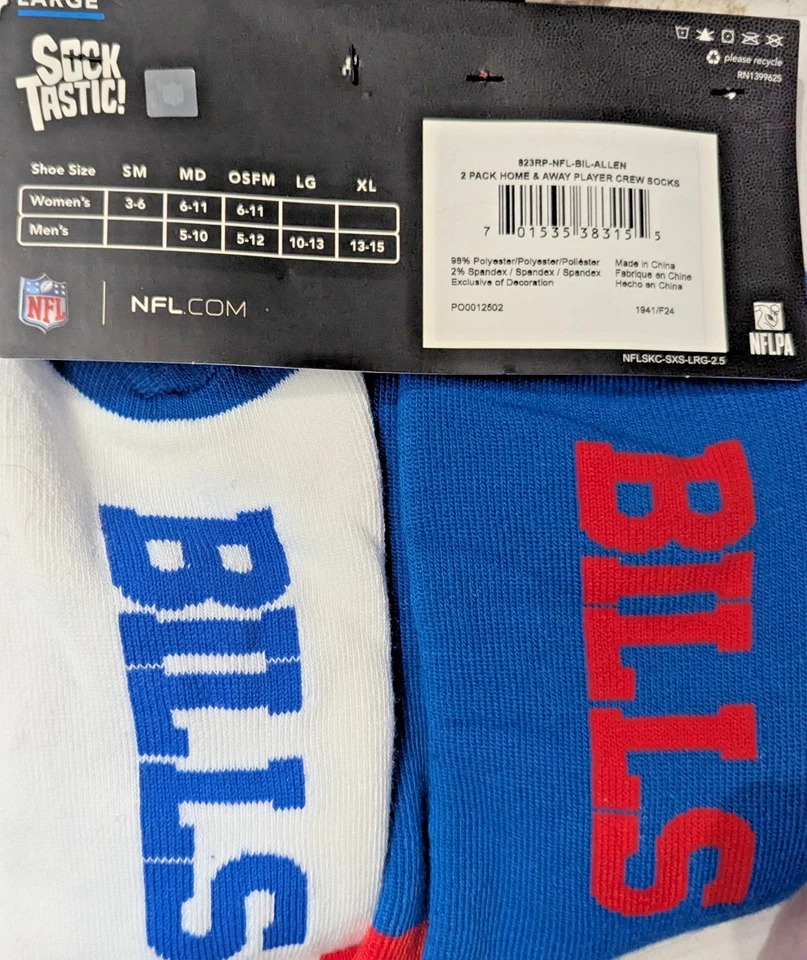 LARGE
SOCK
TASTIC!
please recycle
RN1399625
Shoe Size SM MD OSFM LG XL
Women's 3-6 6-11 6-11
Men's 5-10 5-12 10-13 13-15
NFL
NFL.COM
823RP-NFL-BIL-ALLEN
2 PACK HOME & AWAY PLAYER CREW SOCKS
7 01535 38315 5
98% Polyester/Polyester/Poliéster
2% Spandex / Spandex / Spandex
Exclusive of Decoration
Made in China
Fabrique en Chine
Hecho en China
PO0012502
1941/F24
NFLPA
NFLSKC-SXS-LRG-2.5
BILLS
BILLS